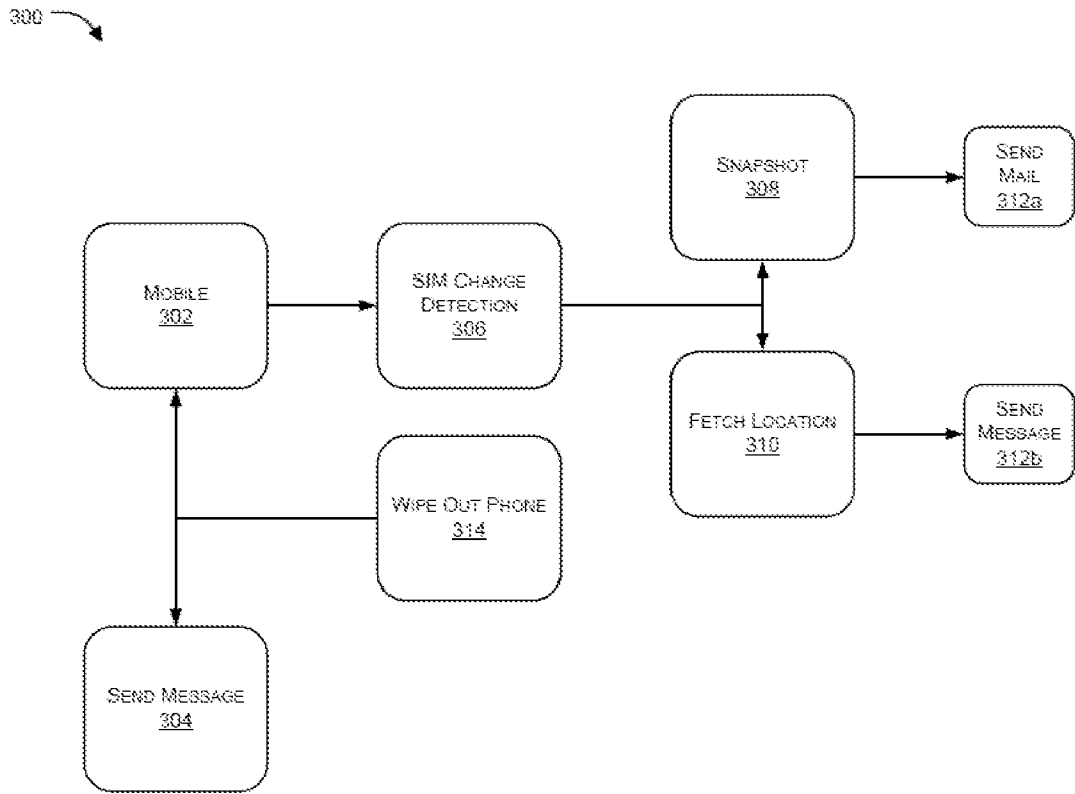 300
SNAPSHOT
308
SEND
MAIL
312a
MOBILE
302
SIM CHANGE
DETECTION
306
FETCH LOCATION
310
SEND
MESSAGE
312b
WIPE OUT PHONE
314
SEND MESSAGE
304